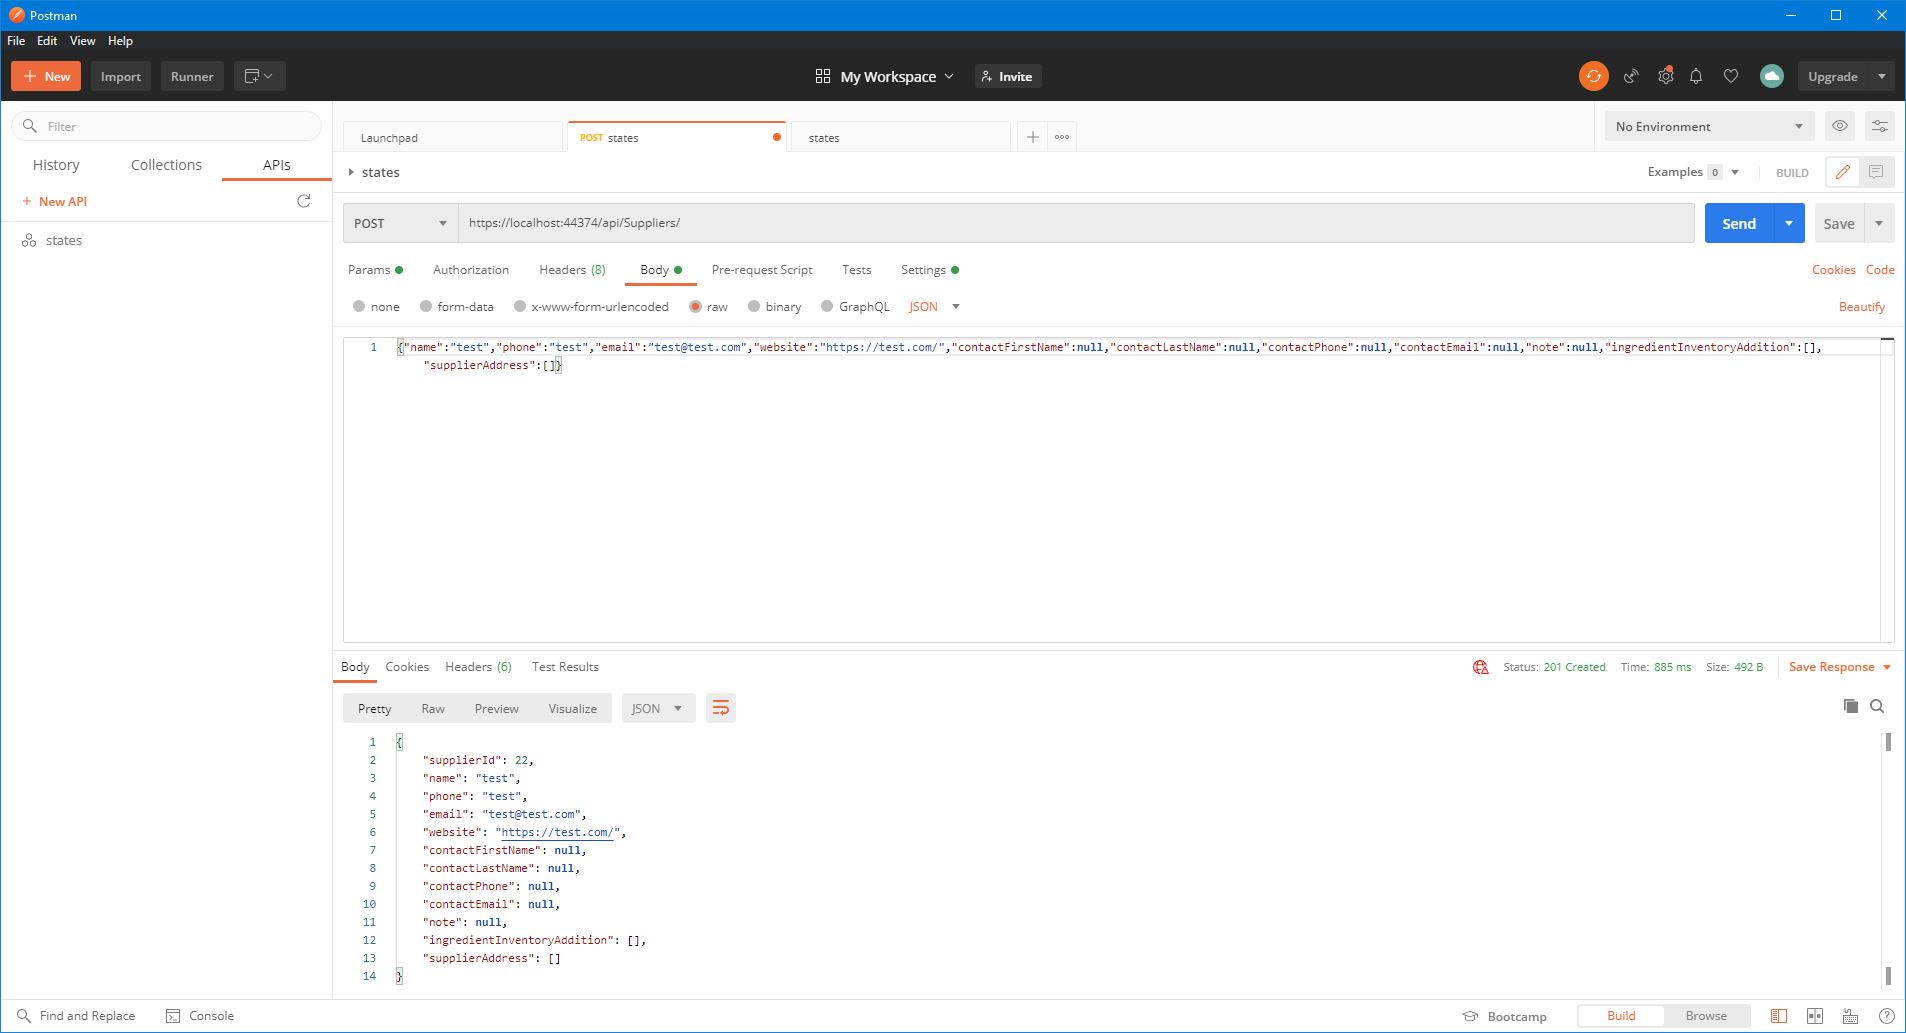 Postman
File Edit View Help
New Import Runner My Workspace Invite Upgrade
Filter
History Collections APIs
+ New API
states
Launchpad POST states states No Environment
states Examples 0 BUILD
POST https://localhost:44374/api/Suppliers/ Send Save
Params Authorization Headers (8) Body Pre-request Script Tests Settings Cookies Code
none form-data x-www-form-urlencoded raw binary GraphQL JSON Beautify
1 {"name":"test","phone":"test","email":"test@test.com","website":"https://test.com/","contactFirstName":null,"contactLastName":null,"contactPhone":null,"contactEmail":null,"note":null,"ingredientInventoryAddition":[],
"supplierAddress":[]}
Body Cookies Headers (6) Test Results Status: 201 Created Time: 885 ms Size: 492 B Save Response
Pretty Raw Preview Visualize JSON
1 {
2 "supplierId": 22,
3 "name": "test",
4 "phone": "test",
5 "email": "test@test.com",
6 "website": "https://test.com/",
7 "contactFirstName": null,
8 "contactLastName": null,
9 "contactPhone": null,
10 "contactEmail": null,
11 "note": null,
12 "ingredientInventoryAddition": [],
13 "supplierAddress": []
14 }
Find and Replace Console Bootcamp Build Browse